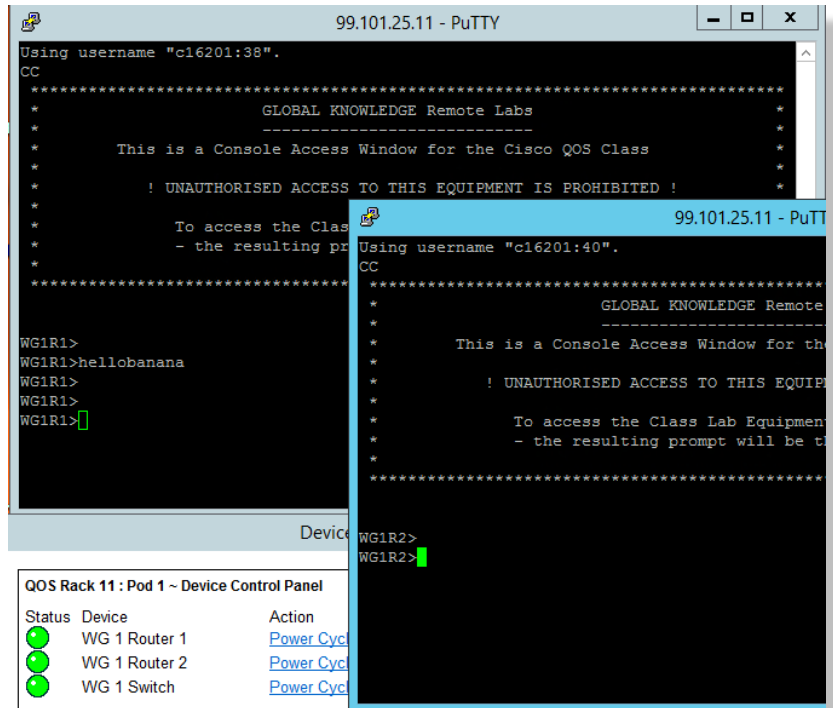 99.101.25.11 - PuTTY
Using username "c16201:38".
CC
******************************************************************************
* GLOBAL KNOWLEDGE Remote Labs *
* ---------------------------- *
* This is a Console Access Window for the Cisco QOS Class *
* *
* ! UNAUTHORISED ACCESS TO THIS EQUIPMENT IS PROHIBITED ! *
*
* To access the Clas
* - the resulting pr
*
*********************************
WG1R1>
WG1R1>hellobanana
WG1R1>
WG1R1>
WG1R1>
99.101.25.11 - PuTT
Using username "c16201:40".
CC
***********************************************
* GLOBAL KNOWLEDGE Remote
* -----------------------
* This is a Console Access Window for the
*
* ! UNAUTHORISED ACCESS TO THIS EQUIP
*
* To access the Class Lab Equipmen
* - the resulting prompt will be th
*
***********************************************
WG1R2>
WG1R2>
Device
QOS Rack 11 : Pod 1 ~ Device Control Panel
Status Device Action
WG 1 Router 1 Power Cycl
WG 1 Router 2 Power Cycl
WG 1 Switch Power Cycl